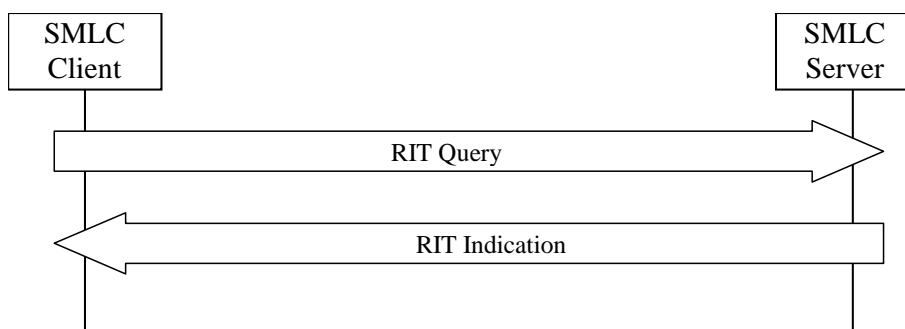 SMLC
Client
SMLC
Server
RIT Query
RIT Indication